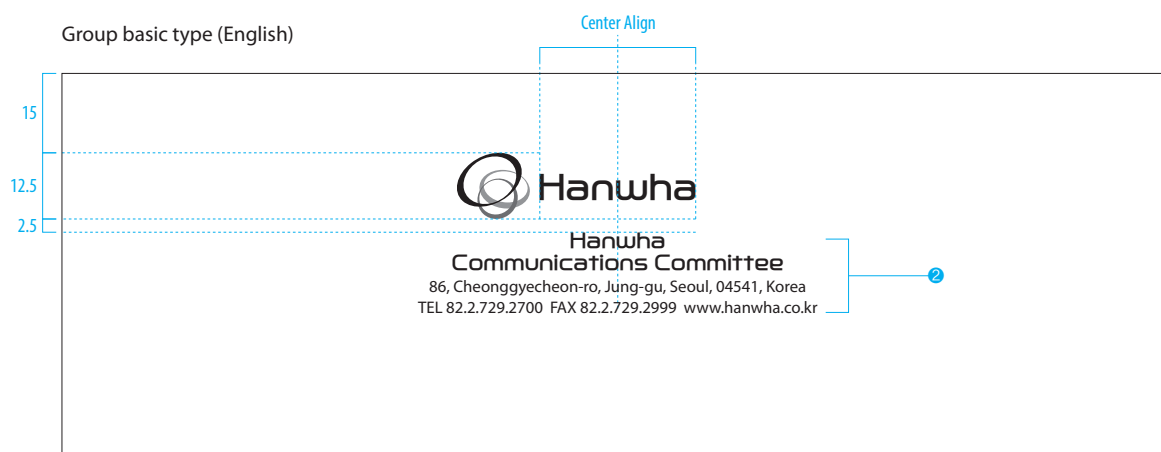 Group basic type (English)
Center Align
15
12.5
2.5
Hanwha
Hanwha
Communications Committee
86, Cheonggyecheon-ro, Jung-gu, Seoul, 04541, Korea
TEL 82.2.729.2700 FAX 82.2.729.2999 www.hanwha.co.kr
❷